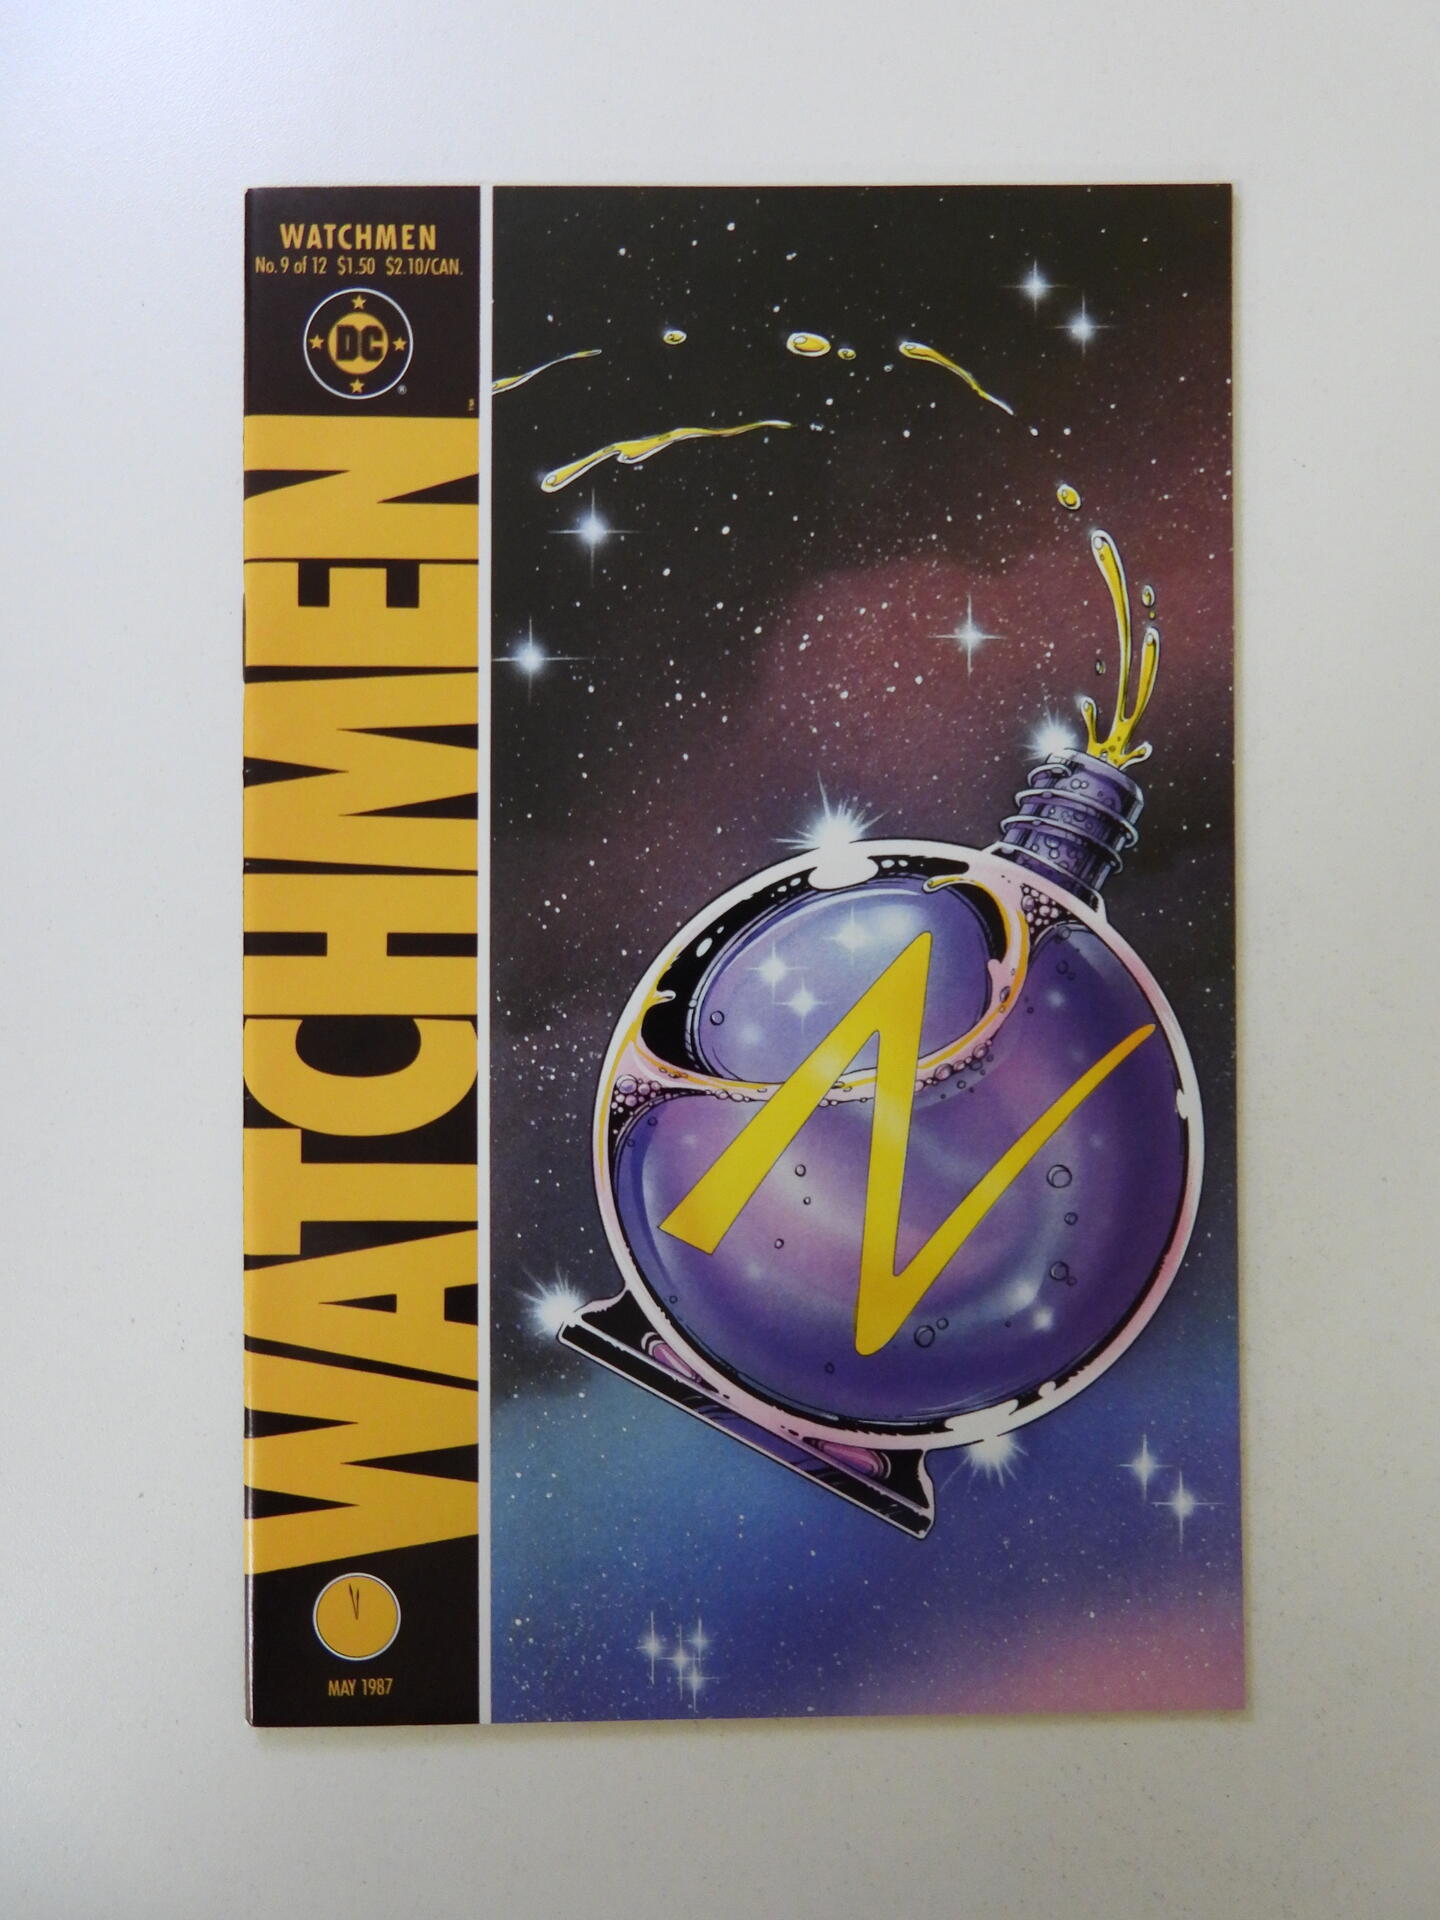 WATCHMEN
No. 9 of 12 $1.50 $2.10/CAN.
DC
®
WATCHMEN
N
MAY 1987